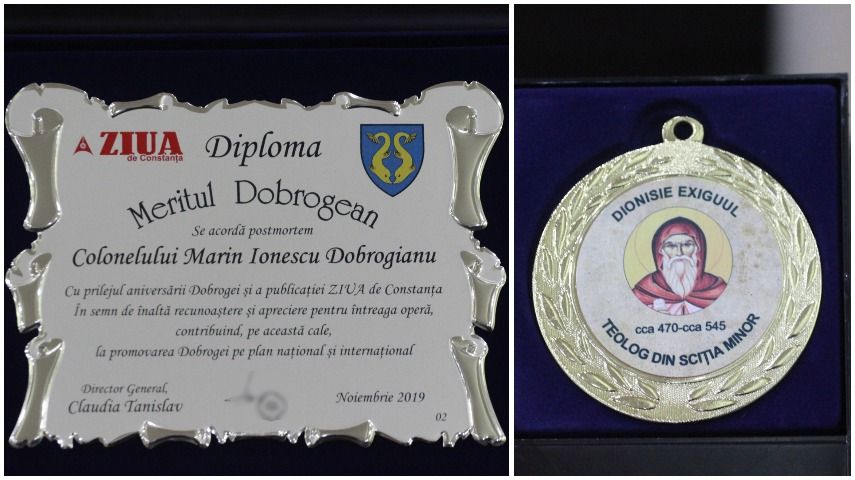 ZIUA
de Constanța
Diploma
Meritul Dobrogean
Se acordă postmortem
Colonelului Marin Ionescu Dobrogianu
Cu prilejul aniversării Dobrogei și a publicației ZIUA de Constanța
În semn de înaltă recunoaștere și apreciere pentru întreaga operă,
contribuind, pe această cale,
la promovarea Dobrogei pe plan național și internațional
Director General,
Claudia Tanislav
Noiembrie 2019
02
DIONISIE EXIGUUL
cca 470-cca 545
TEOLOG DIN SCIȚIA MINOR